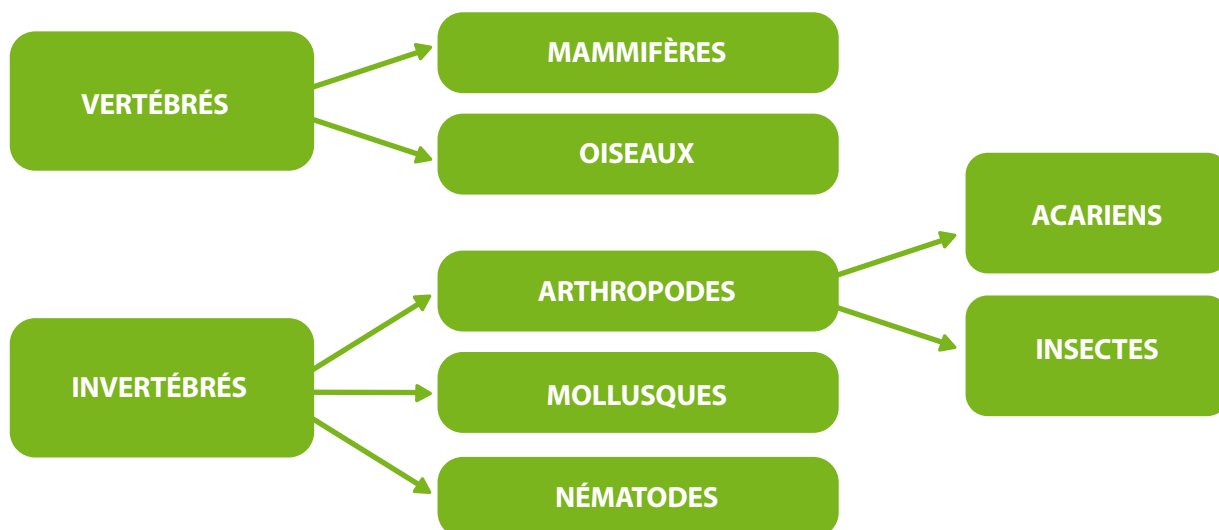 VERTÉBRÉS
MAMMIFÈRES
OISEAUX
INVERTÉBRÉS
ARTHROPODES
MOLLUSQUES
NÉMATODES
ACARIENS
INSECTES